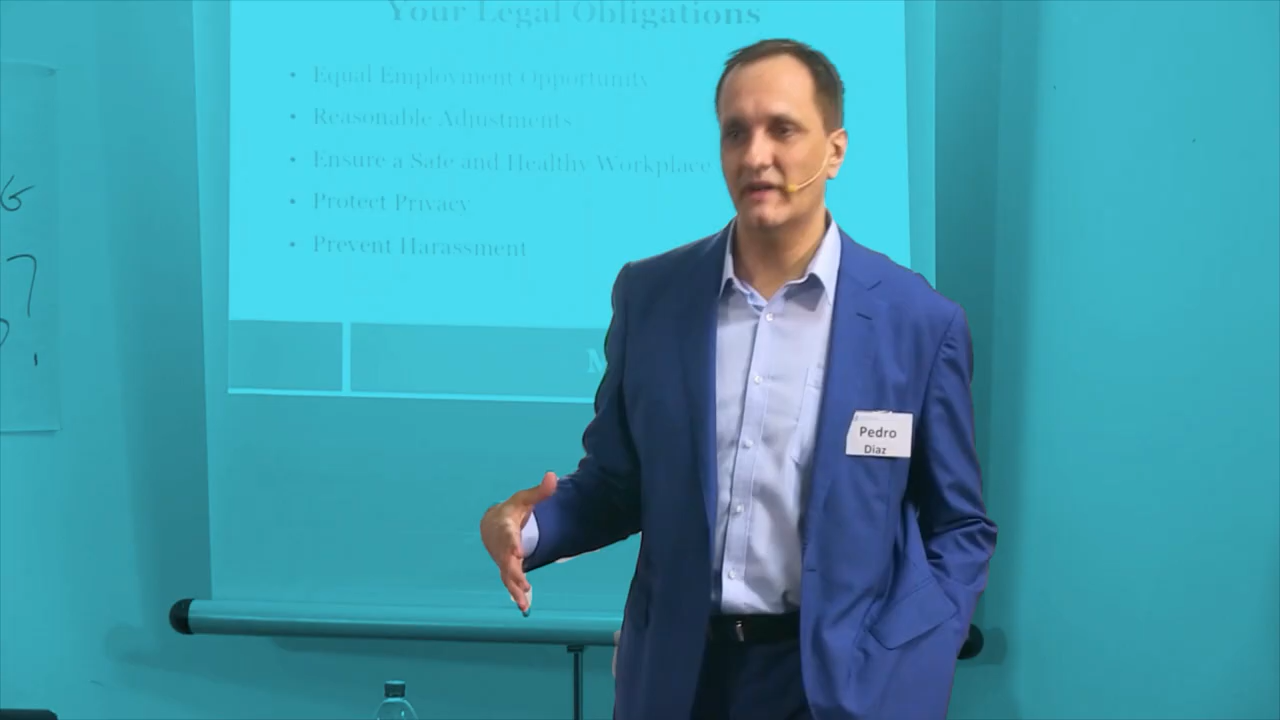 Your Legal Obligations
• Equal Employment Opportunity
• Reasonable Adjustments
• Ensure a Safe and Healthy Workplace
• Protect Privacy
• Prevent Harassment
M
Pedro
Diaz
G
7